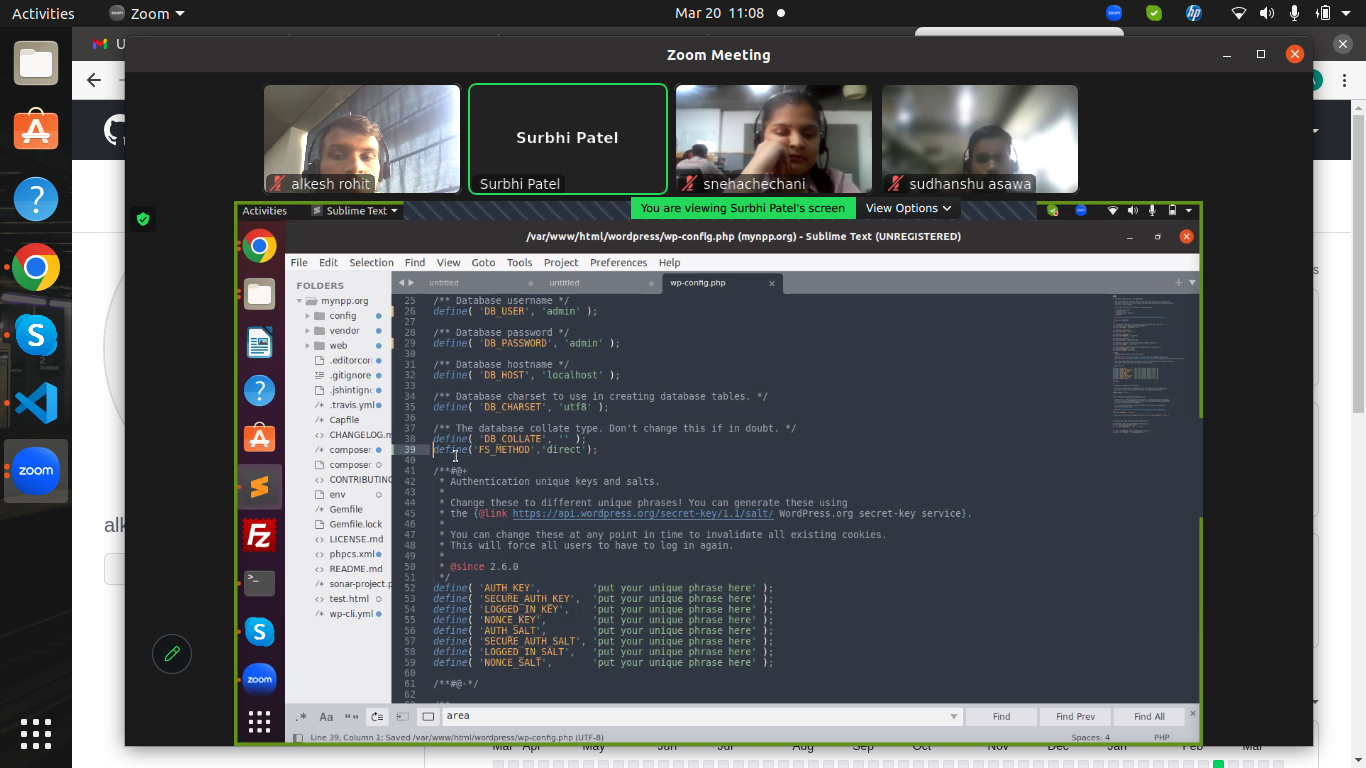 Activities
Zoom
Mar 20 11:08
Zoom Meeting
Surbhi Patel
alkesh rohit
Surbhi Patel
snehachechani
sudhanshu asawa
Activities
Sublime Text
You are viewing Surbhi Patel's screen
View Options
/var/www/html/wordpress/wp-config.php (mynpp.org) - Sublime Text (UNREGISTERED)
File Edit Selection Find View Goto Tools Project Preferences Help
FOLDERS
mynpp.org
config
vendor
web
.editorcon
.gitignore
.jshintignc
.travis.yml
Capfile
CHANGELOG.m
composer.
composer.
CONTRIBUTING
env
Gemfile
Gemfile.lock
LICENSE.md
phpcs.xml
README.md
sonar-project.p
test.html
wp-cli.yml
untitled
untitled
wp-config.php
25 /** Database username */
26 define( 'DB_USER', 'admin' );
27
28 /** Database password */
29 define( 'DB_PASSWORD', 'admin' );
30
31 /** Database hostname */
32 define( 'DB_HOST', 'localhost' );
33
34 /** Database charset to use in creating database tables. */
35 define( 'DB_CHARSET', 'utf8' );
36
37 /** The database collate type. Don't change this if in doubt. */
38 define( 'DB_COLLATE', '' );
39 define('FS_METHOD','direct');
40
41 /**#@+
42 * Authentication unique keys and salts.
43 *
44 * Change these to different unique phrases! You can generate these using
45 * the {@link https://api.wordpress.org/secret-key/1.1/salt/ WordPress.org secret-key service}.
46 *
47 * You can change these at any point in time to invalidate all existing cookies.
48 * This will force all users to have to log in again.
49 *
50 * @since 2.6.0
51 */
52 define( 'AUTH_KEY', 'put your unique phrase here' );
53 define( 'SECURE_AUTH_KEY', 'put your unique phrase here' );
54 define( 'LOGGED_IN_KEY', 'put your unique phrase here' );
55 define( 'NONCE_KEY', 'put your unique phrase here' );
56 define( 'AUTH_SALT', 'put your unique phrase here' );
57 define( 'SECURE_AUTH_SALT', 'put your unique phrase here' );
58 define( 'LOGGED_IN_SALT', 'put your unique phrase here' );
59 define( 'NONCE_SALT', 'put your unique phrase here' );
60
61 /**#@-*/
62
area
Find
Find Prev
Find All
Line 39, Column 1; Saved /var/www/html/wordpress/wp-config.php (UTF-8)
Spaces: 4
PHP
alk
zoom
hp
Mar Apr May Jun Jul Aug Sep Oct Nov Dec Jan Feb Mar